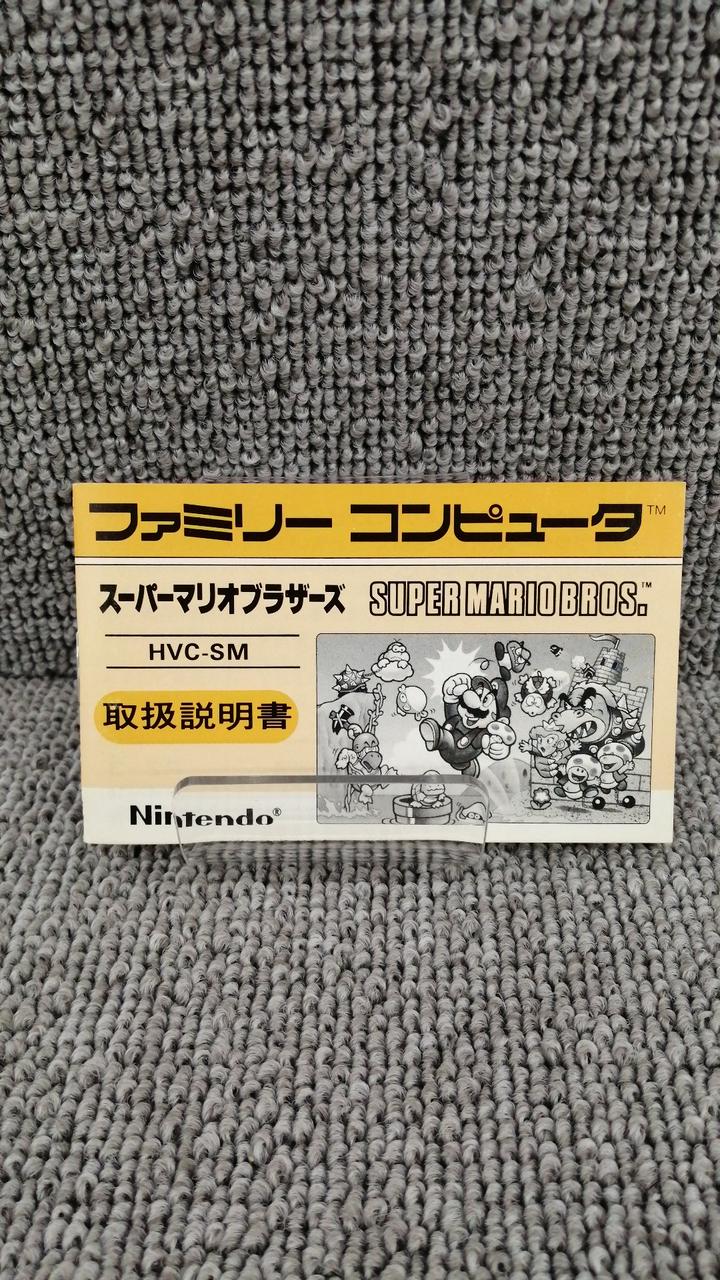 ファミリー コンピュータ™
スーパーマリオブラザーズ SUPER MARIO BROS.™
HVC-SM
取扱説明書
Nintendo®